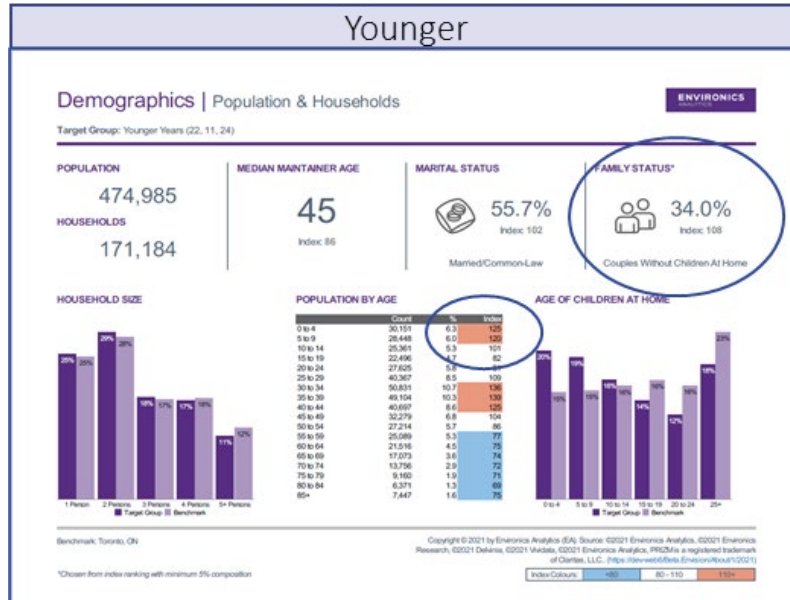 Younger
Demographics | Population & Households
ENVIRONICS
ANALYTICS
Target Group: Younger Years (22, 11, 24)
POPULATION
474,985
HOUSEHOLDS
171,184
MEDIAN MAINTAINER AGE
45
Index: 86
MARITAL STATUS
55.7%
Index: 102
Married/Common-Law
FAMILY STATUS*
34.0%
Index: 108
Couples Without Children At Home
HOUSEHOLD SIZE
25% 25% 29% 28% 18% 17% 17% 18% 11% 12%
1 Person 2 Persons 3 Persons 4 Persons 5+ Persons
Target Group Benchmark
POPULATION BY AGE
Count % Index
0 to 4 30,151 6.3 125
5 to 9 28,448 6.0 120
10 to 14 25,361 5.3 101
15 to 19 22,496 4.7 82
20 to 24 27,625 5.8
25 to 29 40,367 8.5 109
30 to 34 50,831 10.7 136
35 to 39 49,104 10.3 139
40 to 44 40,697 8.6 125
45 to 49 32,279 6.8 104
50 to 54 27,214 5.7 86
55 to 59 25,089 5.3 77
60 to 64 21,516 4.5 75
65 to 69 17,073 3.6 74
70 to 74 13,756 2.9 72
75 to 79 9,160 1.9 71
80 to 84 6,371 1.3 69
85+ 7,447 1.6 75
AGE OF CHILDREN AT HOME
20% 15% 19% 15% 16% 16% 14% 16% 12% 16% 18% 23%
0 to 4 5 to 9 10 to 14 15 to 19 20 to 24 25+
Target Group Benchmark
Benchmark: Toronto, ON
*Chosen from index ranking with minimum 5% composition
Copyright © 2021 by Environics Analytics (EA). Source: ©2021 Environics Analytics, ©2021 Environics
Research, ©2021 Delvinia, ©2021 Vividata, ©2021 Environics Analytics, PRIZM is a registered trademark
of Claritas, LLC. (https://dev-web6/Beta.Envision/About/1/2021)
Index Colours: <80 80 - 110 110+